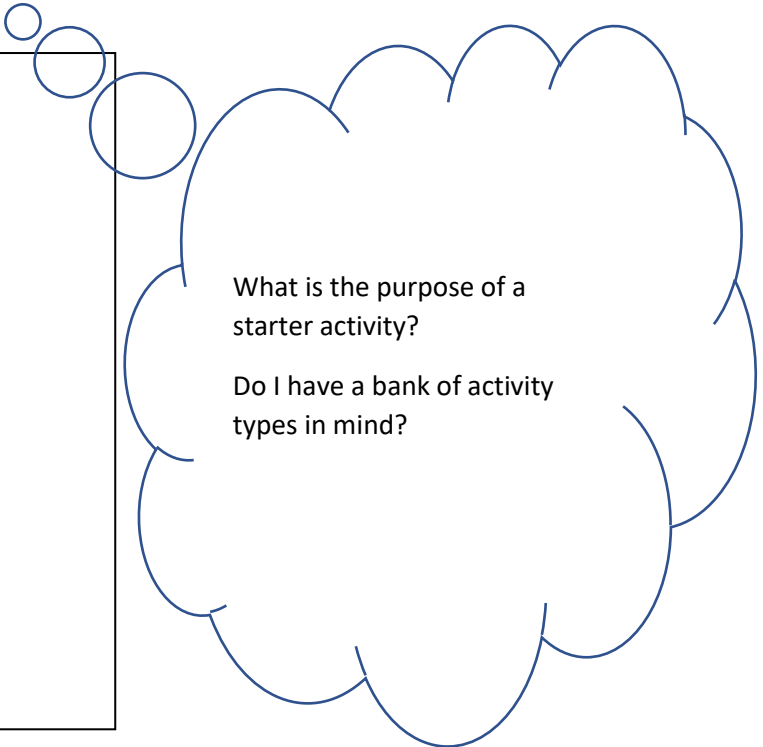 What is the purpose of a
starter activity?
Do I have a bank of activity
types in mind?